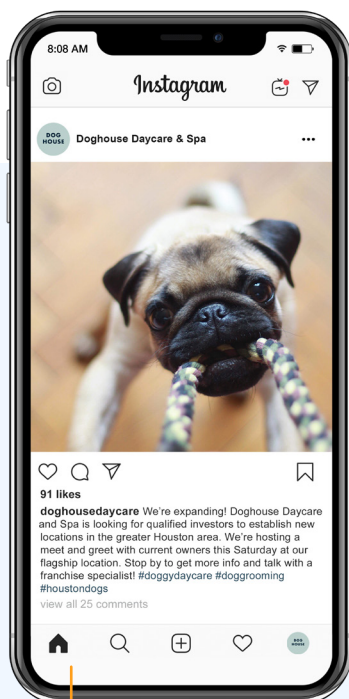 8:08 AM
Instagram
DOG
HOUSE
Doghouse Daycare & Spa
91 likes
doghousedaycare We're expanding! Doghouse Daycare
and Spa is looking for qualified investors to establish new
locations in the greater Houston area. We're hosting a
meet and greet with current owners this Saturday at our
flagship location. Stop by to get more info and talk with a
franchise specialist! #doggydaycare #doggrooming
#houstondogs
view all 25 comments
DOG
HOUSE